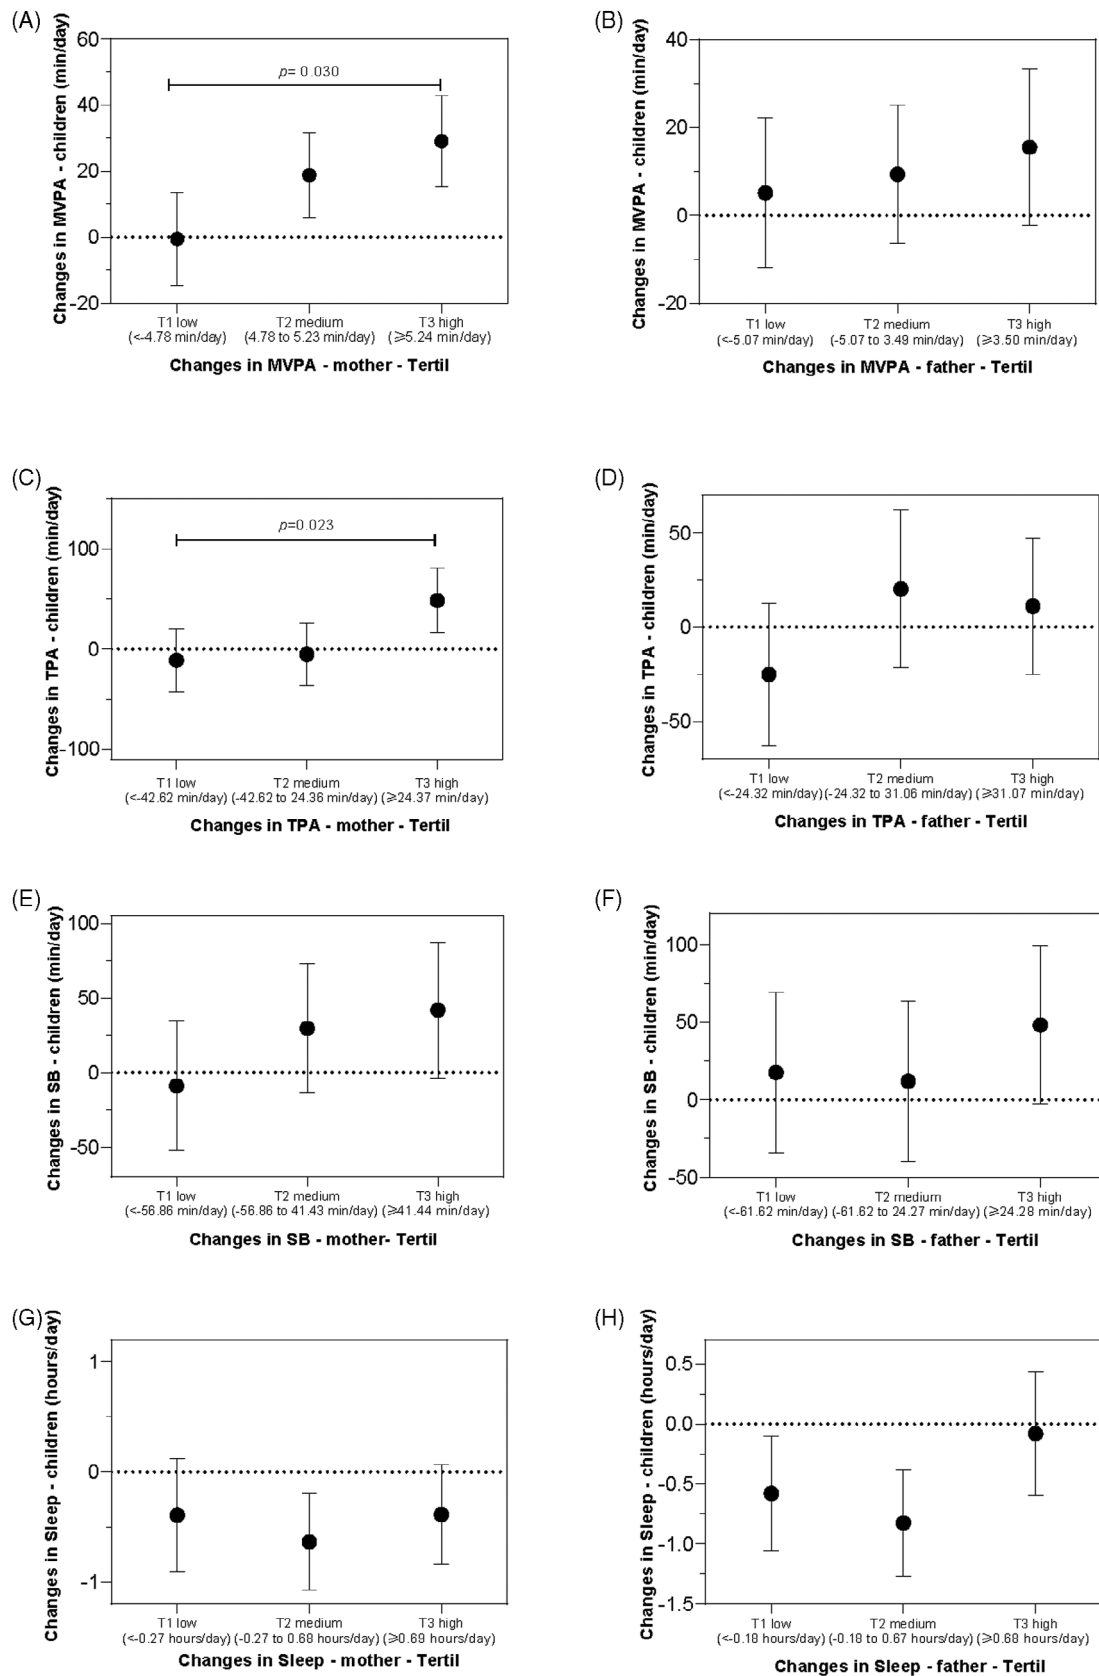 (A)
Changes in MVPA - children (min/day)
60
40
20
0
-20
p= 0.030
T1 low
(<-4.78 min/day)
T2 medium
(4.78 to 5.23 min/day)
T3 high
(≥5.24 min/day)
Changes in MVPA - mother - Tertil
(B)
Changes in MVPA - children (min/day)
40
20
0
-20
T1 low
(<-5.07 min/day)
T2 medium
(-5.07 to 3.49 min/day)
T3 high
(≥3.50 min/day)
Changes in MVPA - father - Tertil
(C)
Changes in TPA - children (min/day)
100
0
-100
p=0.023
T1 low
(<-42.62 min/day)
T2 medium
(-42.62 to 24.36 min/day)
T3 high
(≥24.37 min/day)
Changes in TPA - mother - Tertil
(D)
Changes in TPA - children (min/day)
50
0
-50
T1 low
(<-24.32 min/day)
T2 medium
(-24.32 to 31.06 min/day)
T3 high
(≥31.07 min/day)
Changes in TPA - father - Tertil
(E)
Changes in SB - children (min/day)
100
50
0
-50
T1 low
(<-56.86 min/day)
T2 medium
(-56.86 to 41.43 min/day)
T3 high
(≥41.44 min/day)
Changes in SB - mother- Tertil
(F)
Changes in SB - children (min/day)
100
50
0
-50
T1 low
(<-61.62 min/day)
T2 medium
(-61.62 to 24.27 min/day)
T3 high
(≥24.28 min/day)
Changes in SB - father - Tertil
(G)
Changes in Sleep - children (hours/day)
1
0
-1
T1 low
(<-0.27 hours/day)
T2 medium
(-0.27 to 0.68 hours/day)
T3 high
(≥0.69 hours/day)
Changes in Sleep - mother - Tertil
(H)
Changes in Sleep - children (hours/day)
0.5
0.0
-0.5
-1.0
-1.5
T1 low
(<-0.18 hours/day)
T2 medium
(-0.18 to 0.67 hours/day)
T3 high
(≥0.68 hours/day)
Changes in Sleep - father - Tertil